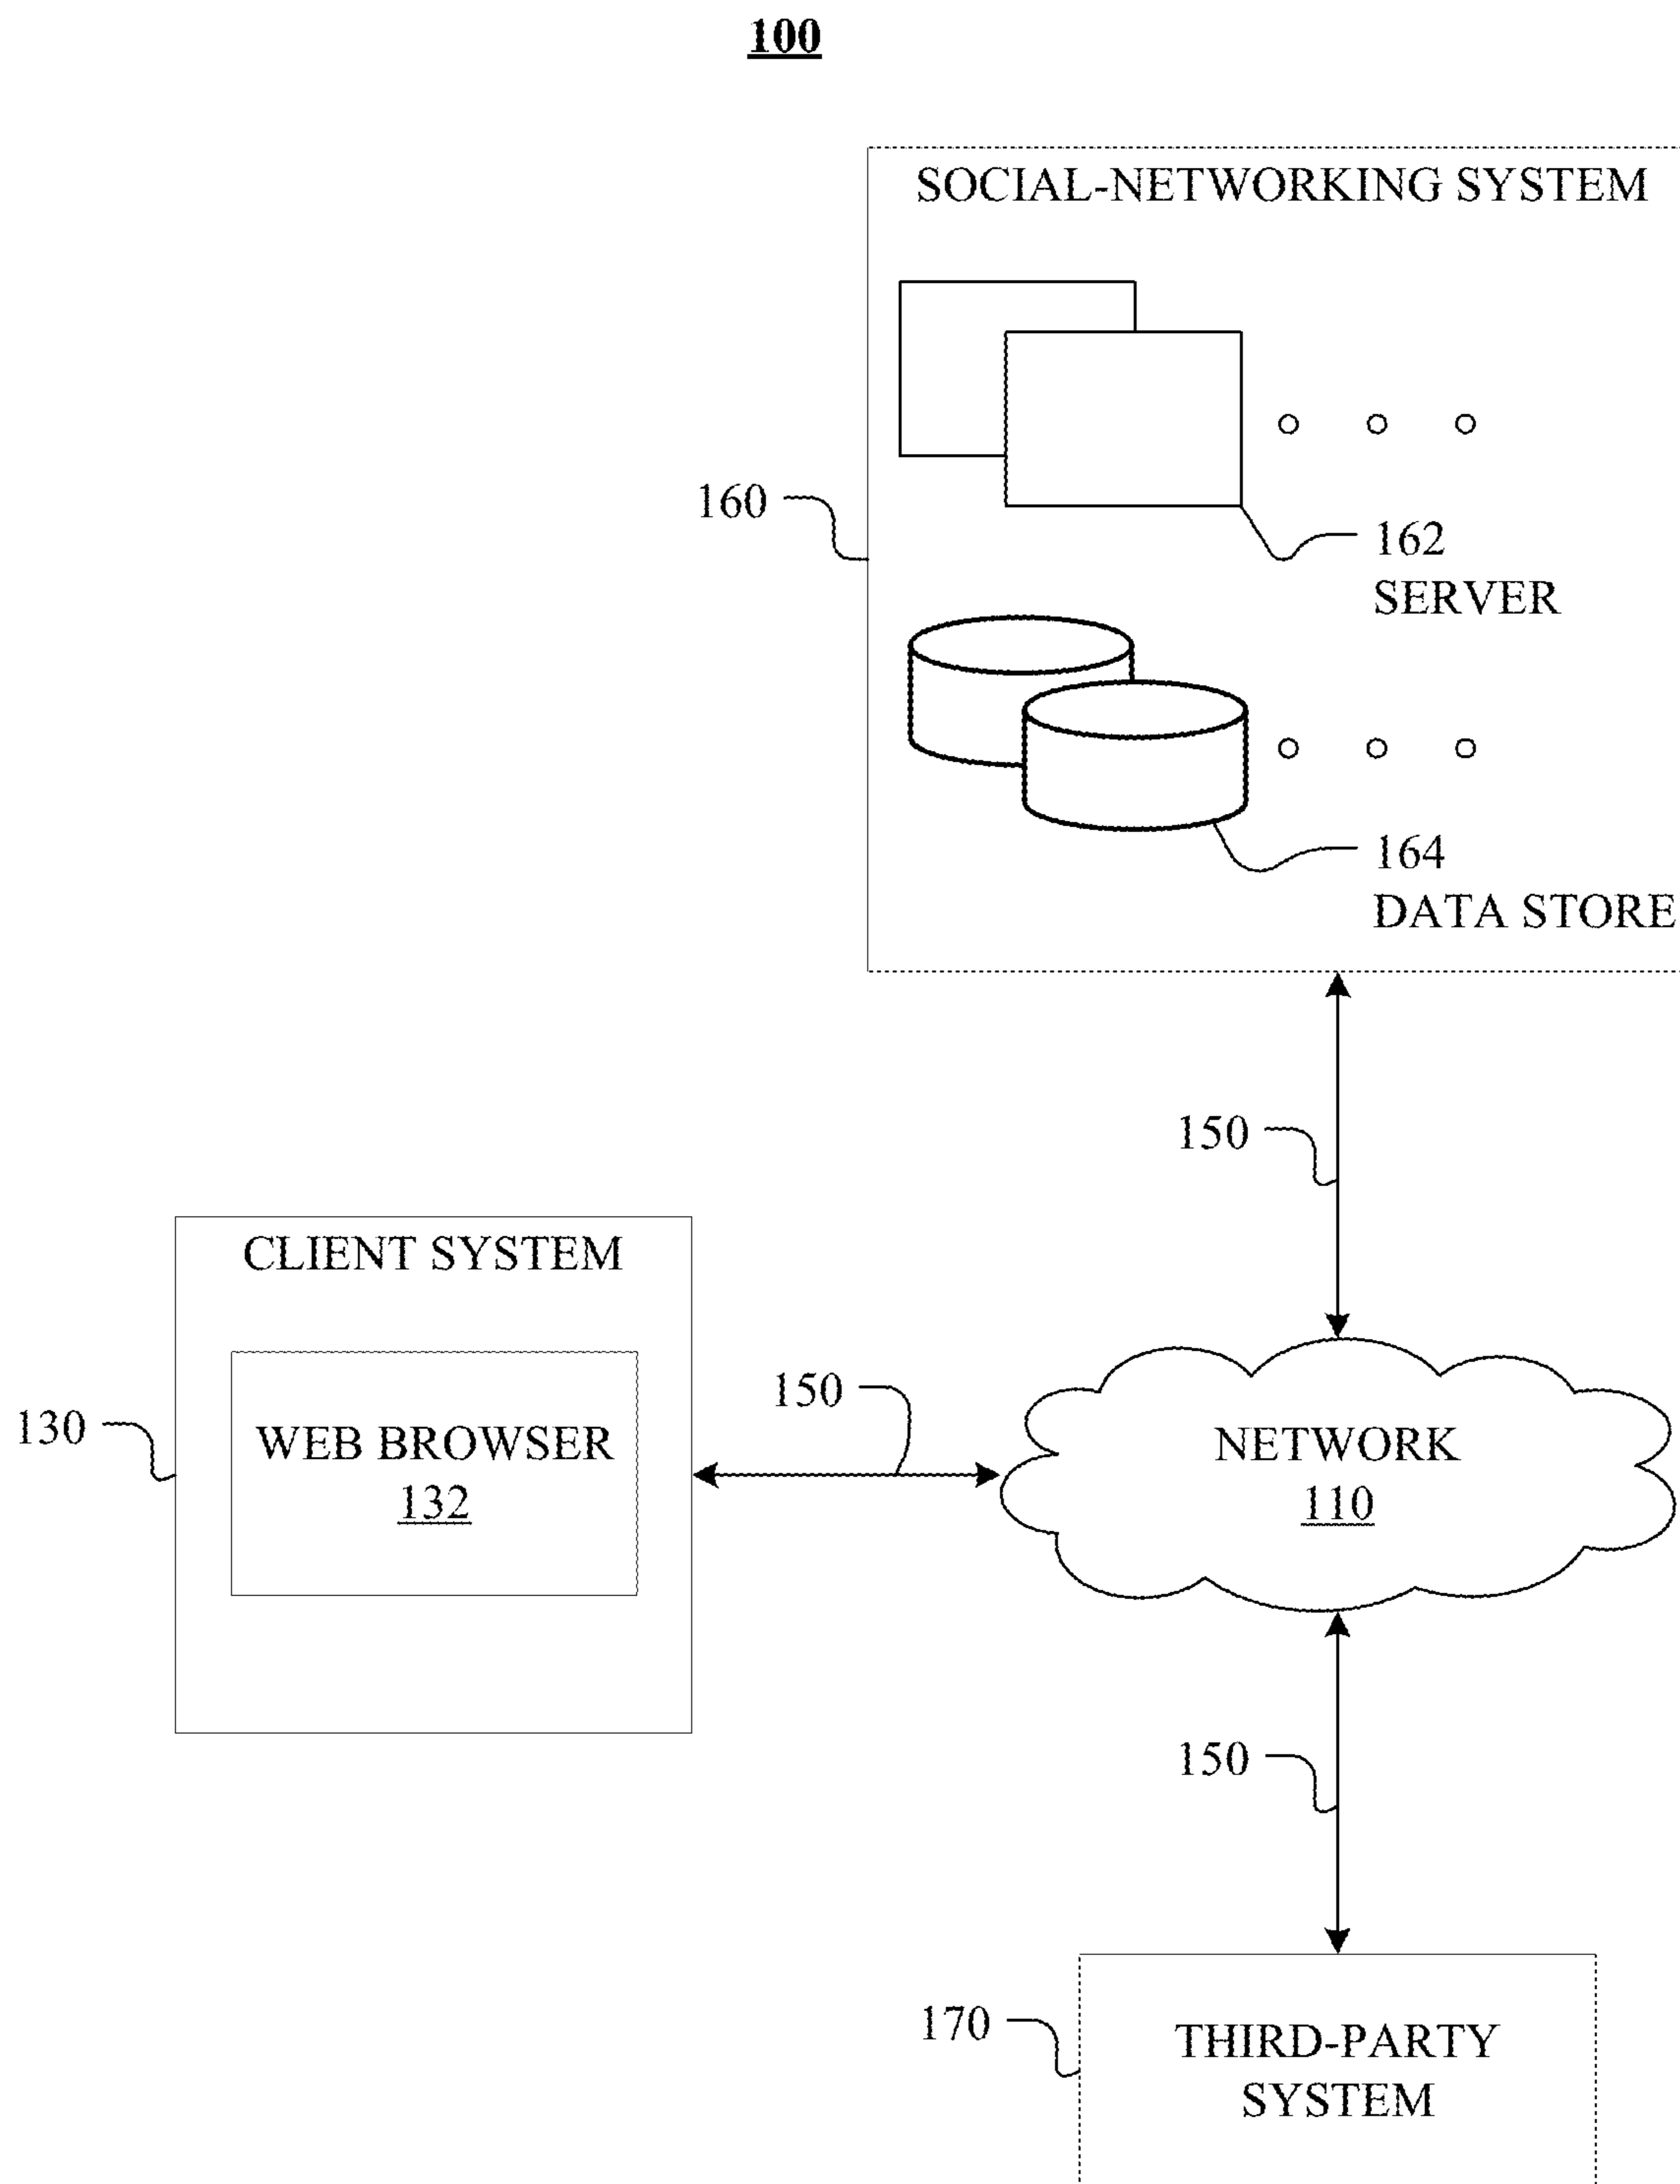 100
SOCIAL-NETWORKING SYSTEM
160
162
SERVER
164
DATA STORE
150
CLIENT SYSTEM
130
WEB BROWSER
132
150
NETWORK
110
150
170
THIRD-PARTY
SYSTEM